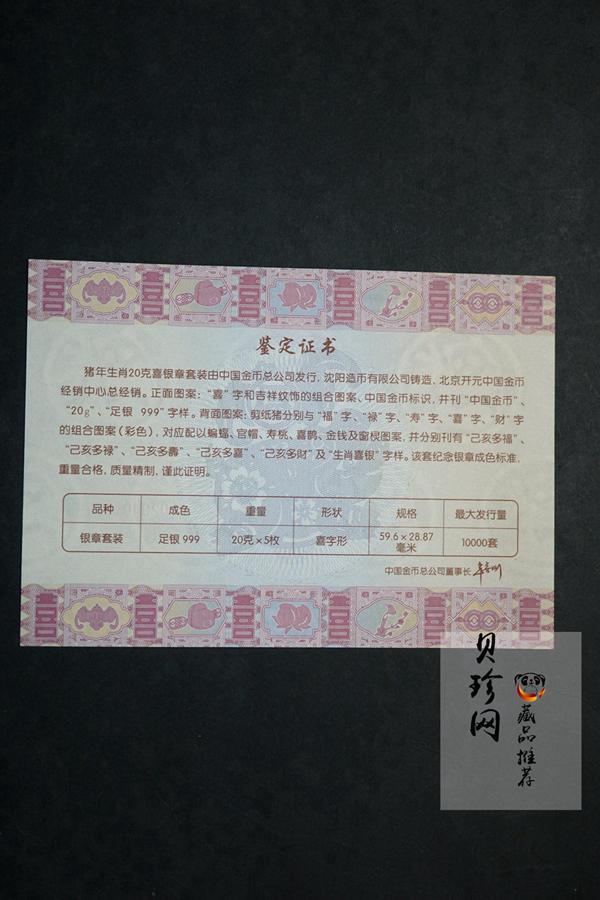 鉴定证书
猪年生肖20克喜银章套装由中国金币总公司发行，沈阳造币有限公司铸造，北京开元中国金币
经销中心总经销。正面图案：“喜”字和吉祥纹饰的组合图案、中国金币标识，并刊“中国金币”、
“20g”、“足银 999”字样。背面图案：剪纸猪分别与“福”字、“禄”字、“寿”字、“喜”字、“财”字
的组合图案（彩色），对应配以蝙蝠、官帽、寿桃、喜鹊、金钱及窗棂图案，并分别刊有“己亥多福”、
“己亥多禄”、“己亥多壽”、“己亥多喜”、“己亥多財”及“生肖喜银”字样。该套纪念银章成色标准，
重量合格，质量精制，谨此证明。
品种 成色 重量 形状 规格 最大发行量
银章套装 足银 999 20克×5枚 喜字形 59.6×28.87 毫米 10000套
中国金币总公司董事长
贝珍网
藏品推荐